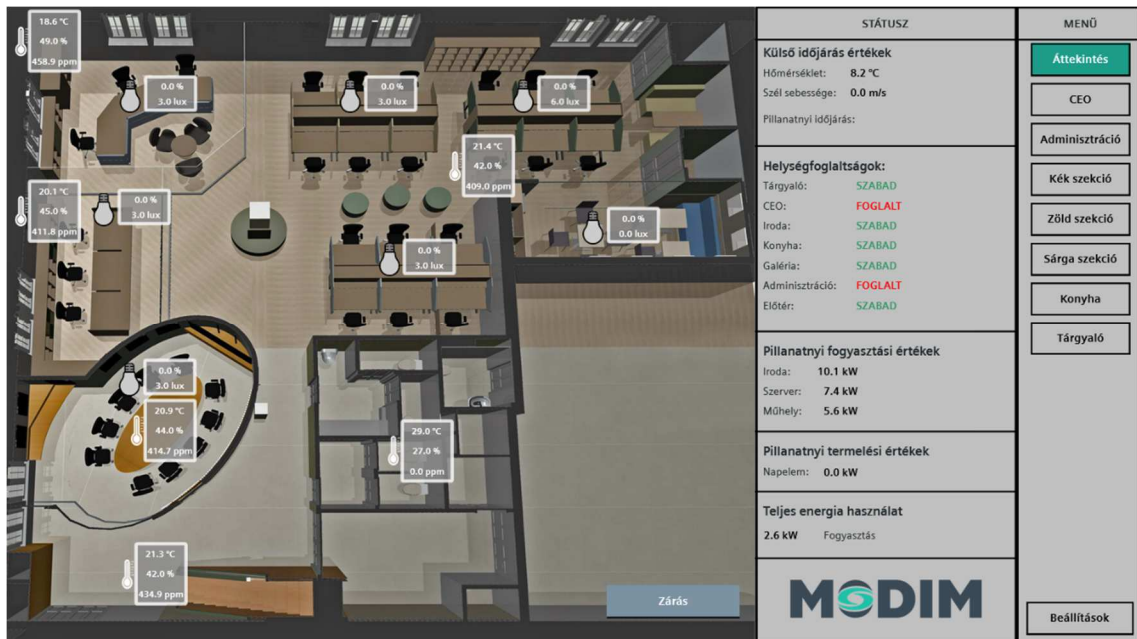 18.6 °C
49.0 %
458.9 ppm
0.0 %
3.0 lux
0.0 %
3.0 lux
0.0 %
6.0 lux
21.4 °C
42.0 %
409.0 ppm
20.1 °C
45.0 %
411.8 ppm
0.0 %
3.0 lux
0.0 %
0.0 lux
0.0 %
3.0 lux
0.0 %
3.0 lux
20.9 °C
44.0 %
414.7 ppm
29.0 °C
27.0 %
0.0 ppm
21.3 °C
42.0 %
434.9 ppm
Zárás
STÁTUSZ
Külső időjárás értékek
Hőmérséklet: 8.2 °C
Szél sebessége: 0.0 m/s
Pillanatnyi időjárás:
Helységfoglaltságok:
Tárgyaló: SZABAD
CEO: FOGLALT
Iroda: SZABAD
Konyha: SZABAD
Galéria: SZABAD
Adminisztráció: FOGLALT
Előtér: SZABAD
Pillanatnyi fogyasztási értékek
Iroda: 10.1 kW
Szerver: 7.4 kW
Műhely: 5.6 kW
Pillanatnyi termelési értékek
Napelem: 0.0 kW
Teljes energia használat
2.6 kW Fogyasztás
MODIM
MENÜ
Áttekintés
CEO
Adminisztráció
Kék szekció
Zöld szekció
Sárga szekció
Konyha
Tárgyaló
Beállítások